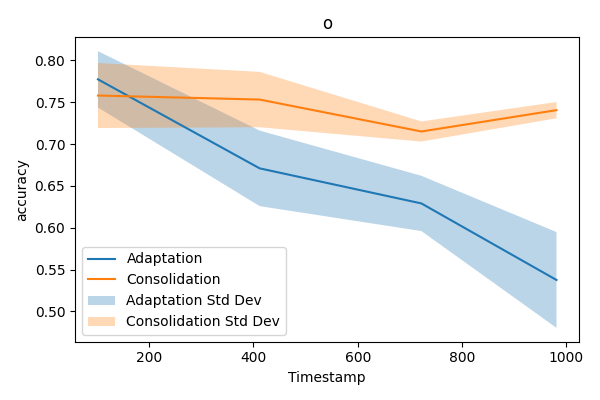 o
accuracy
0.80
0.75
0.70
0.65
0.60
0.55
0.50
Adaptation
Consolidation
Adaptation Std Dev
Consolidation Std Dev
200
400
600
800
1000
Timestamp